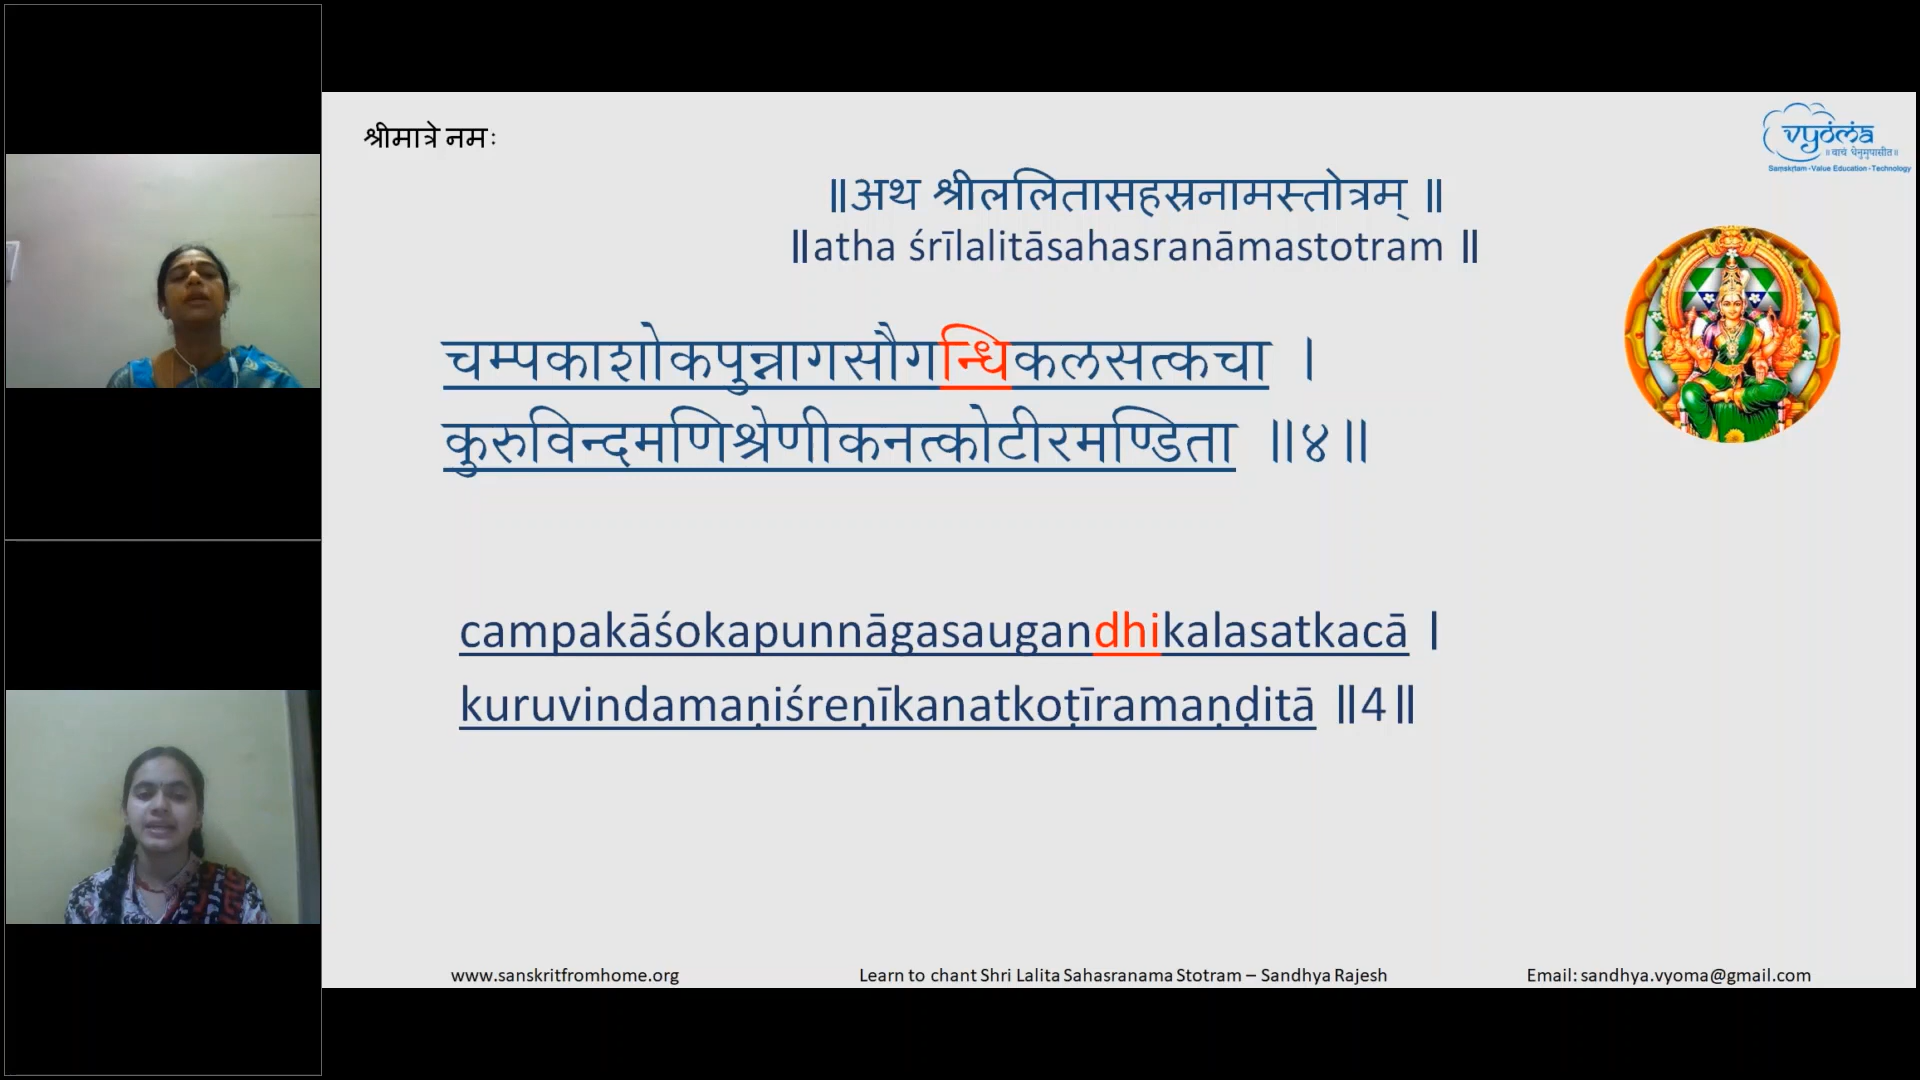 श्रीमात्रे नमः
vyoma
॥ वाचं धेनुमुपासीत॥
Saṃskṛtam - Value Education - Technology
॥अथ श्रीललितासहस्रनामस्तोत्रम् ॥
॥atha śrīlalitāsahasranāmastotram ॥
चम्पकाशोकपुन्नागसौगन्धिकलसत्कचा ।
कुरुविन्दमणिश्रेणीकनत्कोटीरमण्डिता ॥४॥
campakāśokapunnāgasaugandhikalasatkacā ।
kuruvindamaṇiśreṇīkanatkoṭīramaṇḍitā ॥4॥
www.sanskritfromhome.org Learn to chant Shri Lalita Sahasranama Stotram – Sandhya Rajesh Email: sandhya.vyoma@gmail.com